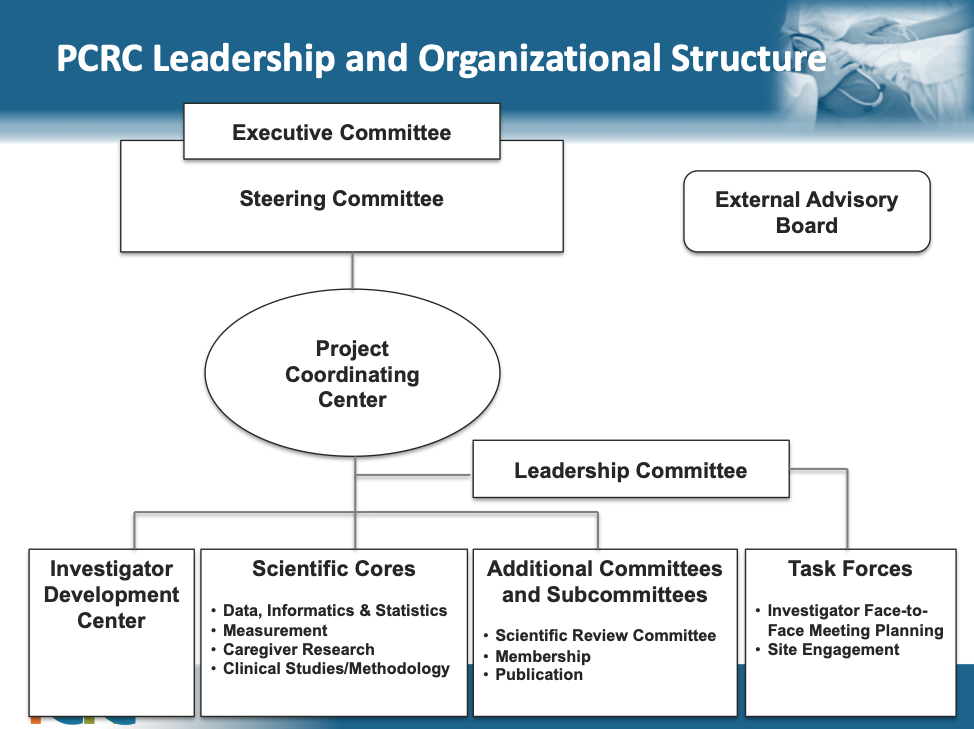 PCRC Leadership and Organizational Structure
Executive Committee
Steering Committee
External Advisory
Board
Project
Coordinating
Center
Leadership Committee
Investigator
Development
Center
Scientific Cores
• Data, Informatics & Statistics
• Measurement
• Caregiver Research
• Clinical Studies/Methodology
Additional Committees
and Subcommittees
• Scientific Review Committee
• Membership
• Publication
Task Forces
• Investigator Face-to-
Face Meeting Planning
• Site Engagement